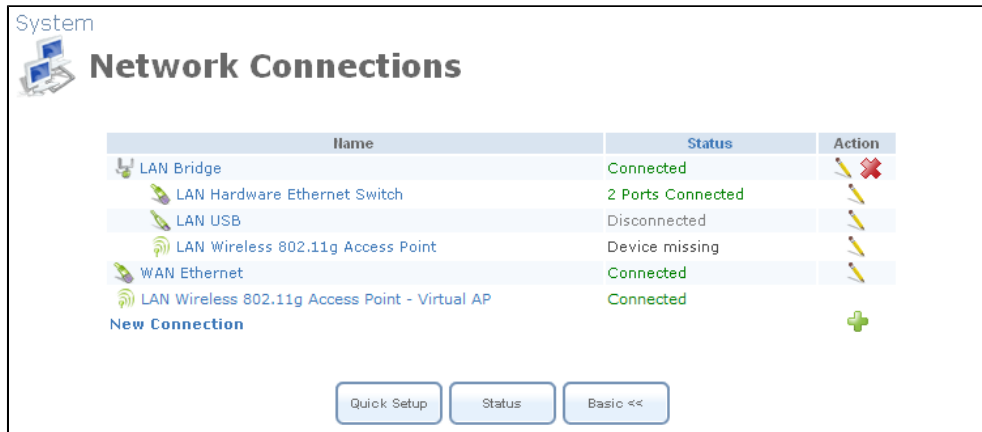 System
Network Connections
Name Status Action
LAN Bridge Connected
LAN Hardware Ethernet Switch 2 Ports Connected
LAN USB Disconnected
LAN Wireless 802.11g Access Point Device missing
WAN Ethernet Connected
LAN Wireless 802.11g Access Point - Virtual AP Connected
New Connection
Quick Setup Status Basic <<